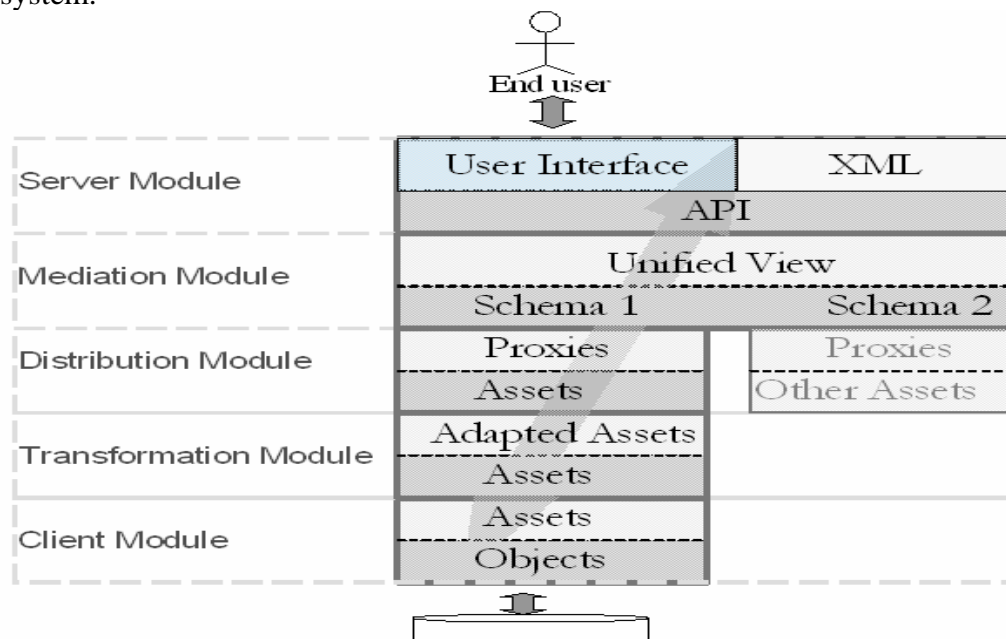 system.
End user
Server Module
User Interface
XML
API
Mediation Module
Unified View
Schema 1
Schema 2
Distribution Module
Proxies
Proxies
Assets
Other Assets
Transformation Module
Adapted Assets
Assets
Client Module
Assets
Objects